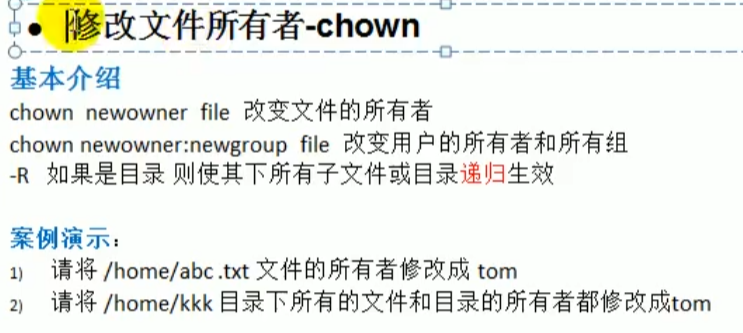 • 修改文件所有者-chown
基本介绍
chown newowner file 改变文件的所有者
chown newowner:newgroup file 改变用户的所有者和所有组
-R 如果是目录 则使其下所有子文件或目录递归生效
案例演示：
1) 请将 /home/abc .txt 文件的所有者修改成 tom
2) 请将 /home/kkk 目录下所有的文件和目录的所有者都修改成tom